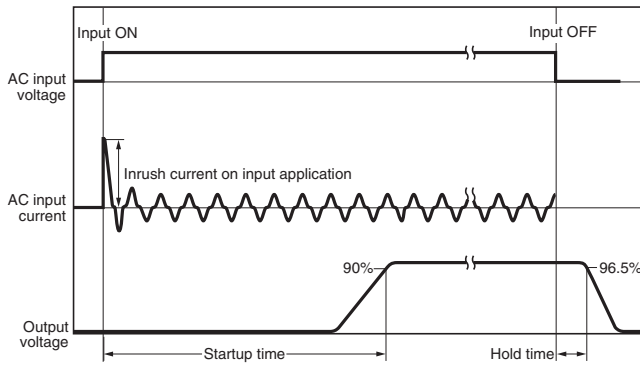 Input ON
Input OFF
AC input
voltage
Inrush current on input application
AC input
current
90%
96.5%
Output
voltage
Startup time
Hold time